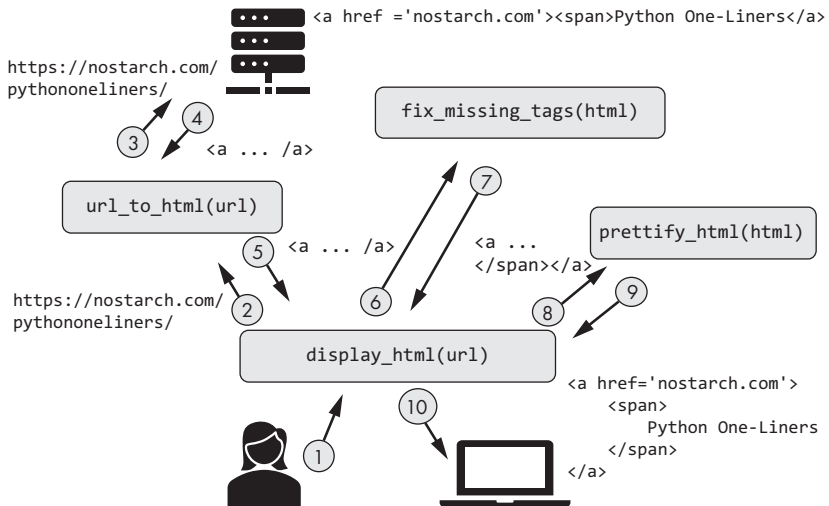 <a href ='nostarch.com'><span>Python One-Liners</a>
https://nostarch.com/
pythononeliners/
3
4
<a ... /a>
fix_missing_tags(html)
url_to_html(url)
7
5
<a ... /a>
<a ...
</span></a>
prettify_html(html)
https://nostarch.com/
pythononeliners/
2
6
8
9
display_html(url)
<a href='nostarch.com'>
    <span>
        Python One-Liners
    </span>
</a>
10
1